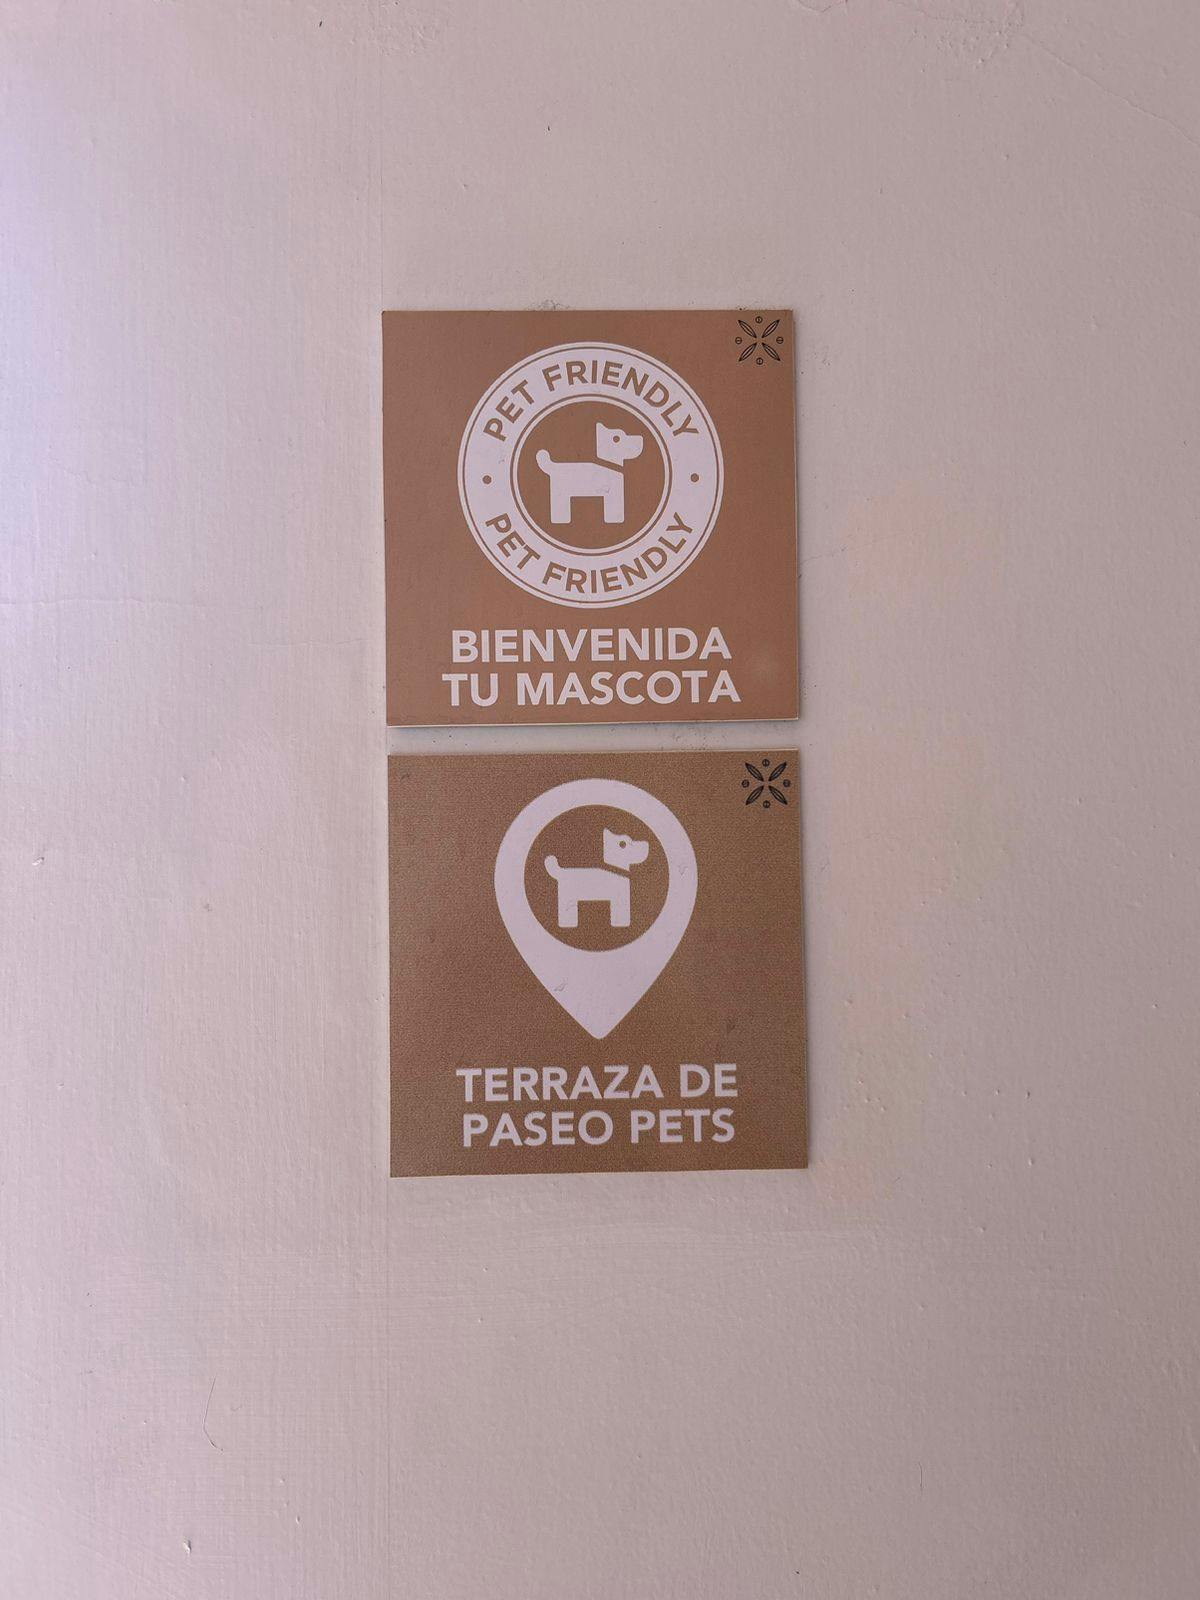 PET FRIENDLY
PET FRIENDLY
BIENVENIDA
TU MASCOTA
TERRAZA DE
PASEO PETS